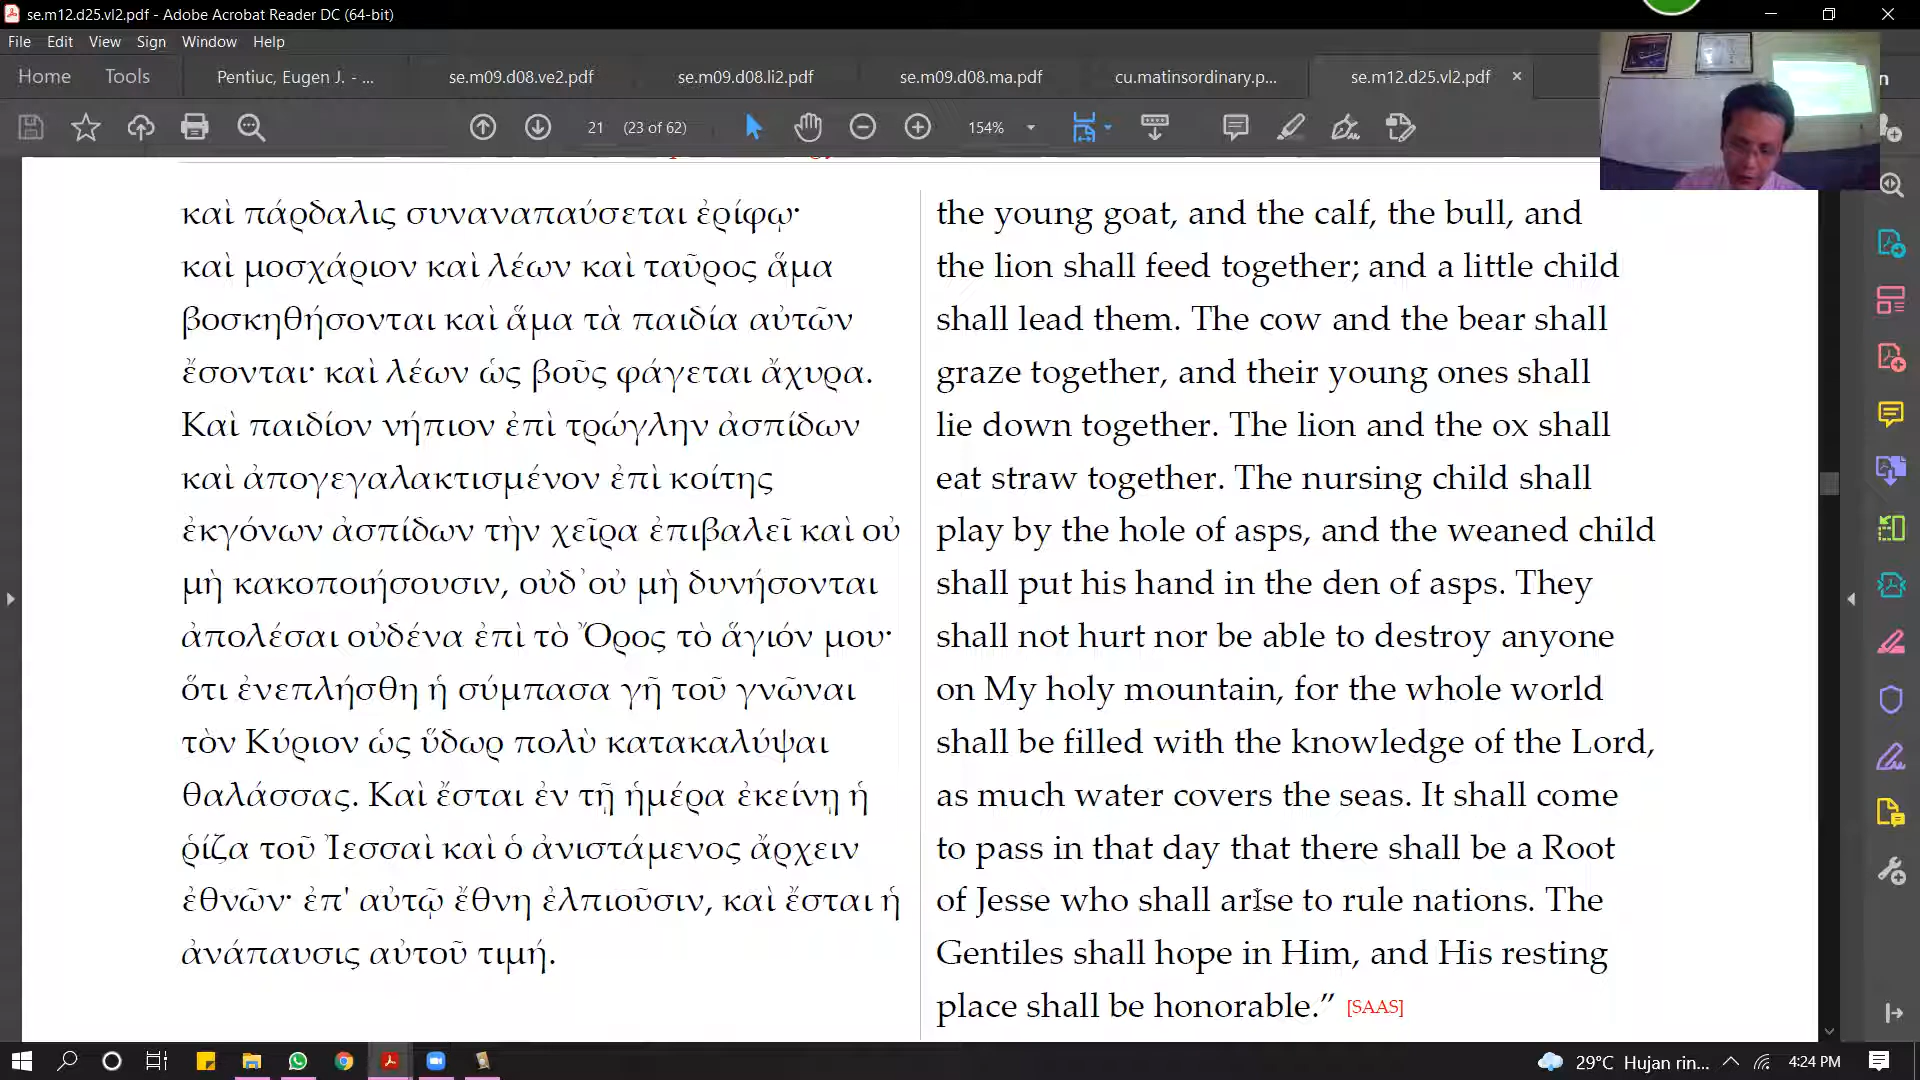 se.m12.d25.vl2.pdf - Adobe Acrobat Reader DC (64-bit)
File Edit View Sign Window Help
Home Tools Pentiuc, Eugen J. - ... se.m09.d08.ve2.pdf se.m09.d08.li2.pdf se.m09.d08.ma.pdf cu.matinsordinary.p... se.m12.d25.vl2.pdf
21 (23 of 62) 154%
καὶ πάρδαλις συναναπαύσεται ἐρίφῳ·
καὶ μοσχάριον καὶ λέων καὶ ταῦρος ἅμα
βοσκηθήσονται καὶ ἅμα τὰ παιδία αὐτῶν
ἔσονται· καὶ λέων ὡς βοῦς φάγεται ἄχυρα.
Καὶ παιδίον νήπιον ἐπὶ τρώγλην ἀσπίδων
καὶ ἀπογεγαλακτισμένον ἐπὶ κοίτης
ἐκγόνων ἀσπίδων τὴν χεῖρα ἐπιβαλεῖ καὶ οὐ
μὴ κακοποιήσουσιν, οὐδ᾽οὐ μὴ δυνήσονται
ἀπολέσαι οὐδένα ἐπὶ τὸ Ὄρος τὸ ἅγιόν μου·
ὅτι ἐνεπλήσθη ἡ σύμπασα γῆ τοῦ γνῶναι
τὸν Κύριον ὡς ὕδωρ πολὺ κατακαλύψαι
θαλάσσας. Καὶ ἔσται ἐν τῇ ἡμέρα ἐκείνῃ ἡ
ῥίζα τοῦ Ἰεσσαὶ καὶ ὁ ἀνιστάμενος ἄρχειν
ἐθνῶν· ἐπ' αὐτῷ ἔθνη ἐλπιοῦσιν, καὶ ἔσται ἡ
ἀνάπαυσις αὐτοῦ τιμή.
the young goat, and the calf, the bull, and
the lion shall feed together; and a little child
shall lead them. The cow and the bear shall
graze together, and their young ones shall
lie down together. The lion and the ox shall
eat straw together. The nursing child shall
play by the hole of asps, and the weaned child
shall put his hand in the den of asps. They
shall not hurt nor be able to destroy anyone
on My holy mountain, for the whole world
shall be filled with the knowledge of the Lord,
as much water covers the seas. It shall come
to pass in that day that there shall be a Root
of Jesse who shall arise to rule nations. The
Gentiles shall hope in Him, and His resting
place shall be honorable.” [SAAS]
29°C Hujan rin... 4:24 PM